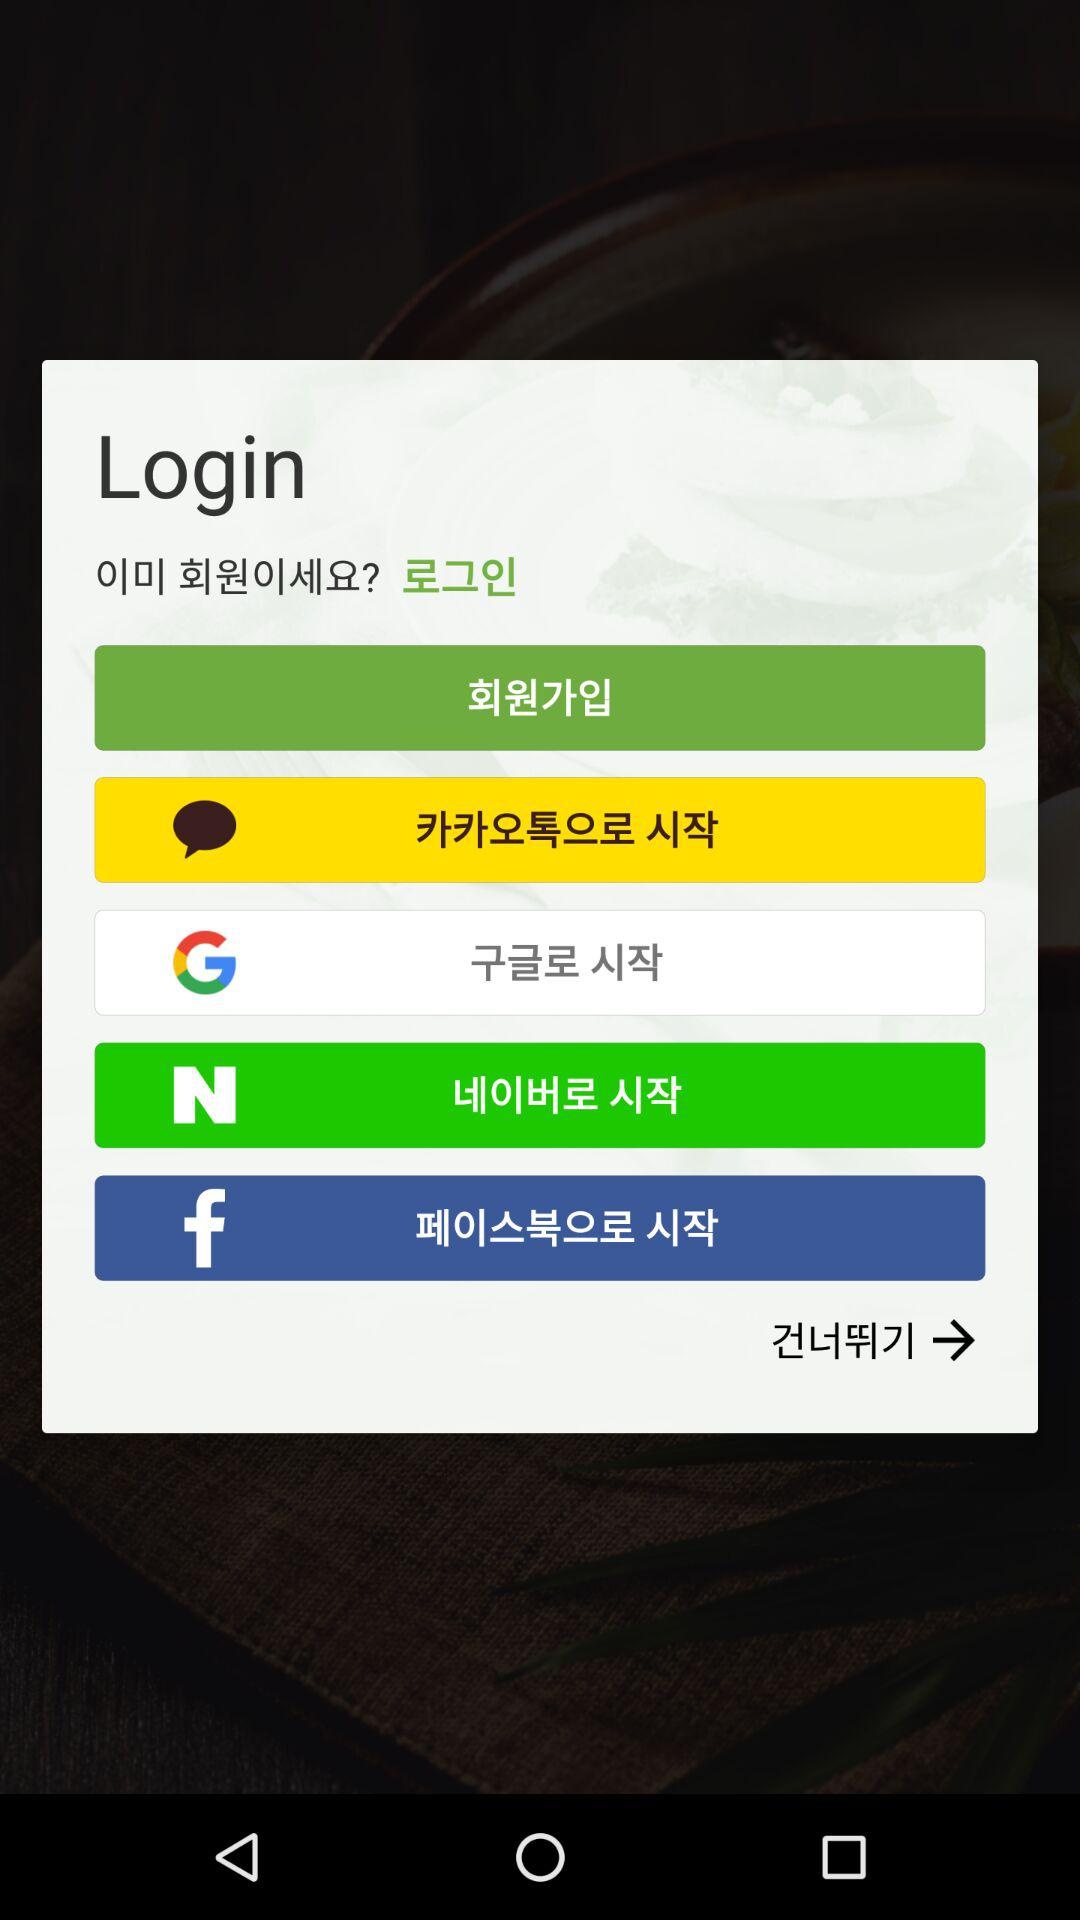 Login
이미 회원이세요? 로그인
회원가입
카카오톡으로 시작
구글로 시작
네이버로 시작
페이스북으로 시작
건너뛰기